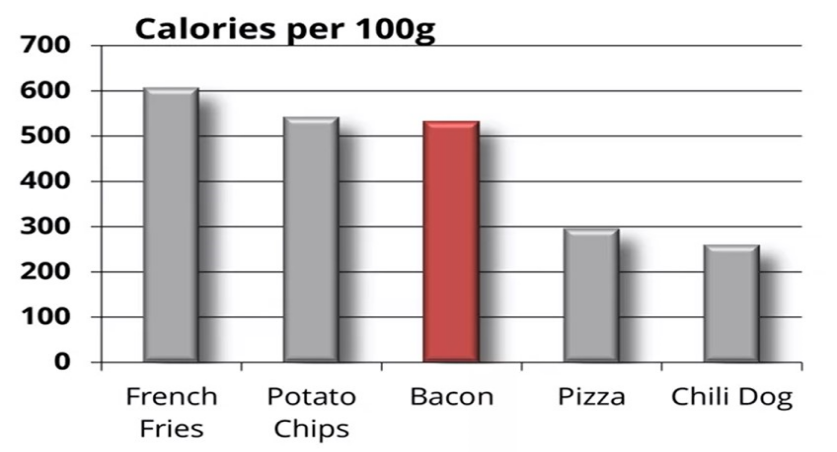 Calories per 100g
700
600
500
400
300
200
100
0
French Fries
Potato Chips
Bacon
Pizza
Chili Dog